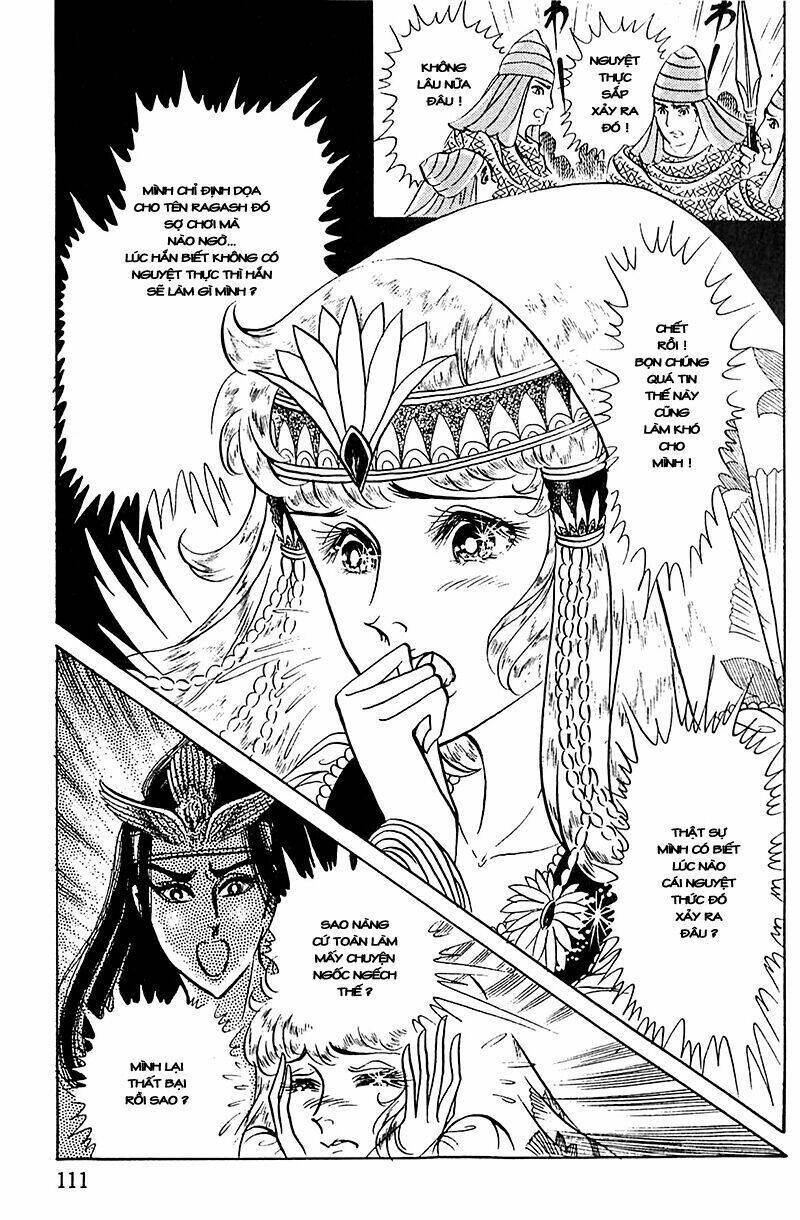 わ
わ
NGUYỆT
THỰC
SẮP
XẢY RA
ĐÓ !
KHÔNG
LÂU NỮA
ĐÂU !
CHẾT
RỒI !
BỌN CHÚNG
QUÁ TIN
THẾ NÀY
CŨNG
LÀM KHÓ
CHO
MÌNH !
MÌNH CHỈ ĐỊNH DỌA
CHO TÊN RAGASH ĐÓ
SỢ CHƠI MÀ
NÀO NGỜ...
LÚC HẮN BIẾT KHÔNG CÓ
NGUYỆT THỰC THÌ HẮN
SẼ LÀM GÌ MÌNH ?
THẬT SỰ
MÌNH CÓ BIẾT
LÚC NÀO
CÁI NGUYỆT
THỨC ĐÓ
XẢY RA
ĐÂU ?
SAO NÀNG
CỨ TOÀN LÀM
MẤY CHUYỆN
NGỐC NGẾCH
THẾ ?
MÌNH LẠI
THẤT BẠI
RỒI SAO ?
111